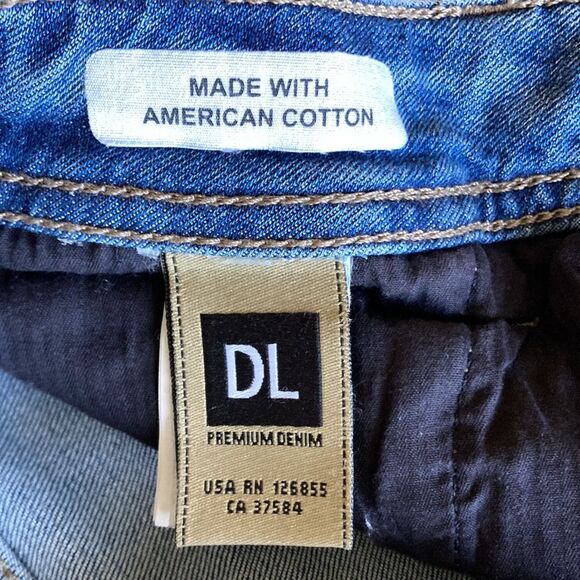 MADE WITH
AMERICAN COTTON
DL
PREMIUM DENIM
USA RN 126855
CA 37584